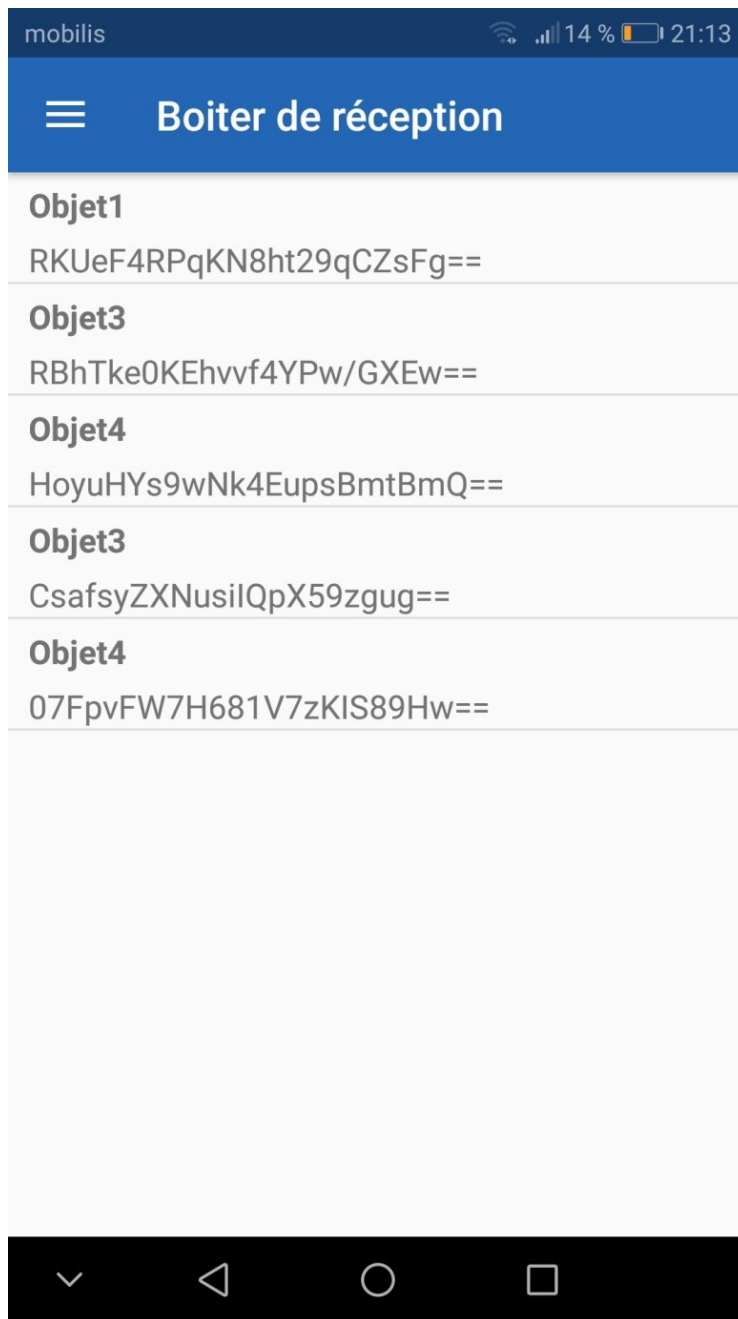 mobilis 14 % 21:13
Boiter de réception
Objet1
RKUeF4RPqKN8ht29qCZsFg==
Objet3
RBhTke0KEhvvf4YPw/GXEw==
Objet4
HoyuHYs9wNk4EupsBmtBmQ==
Objet3
CsafsyZXNusiIQpX59zgug==
Objet4
07FpvFW7H681V7zKIS89Hw==